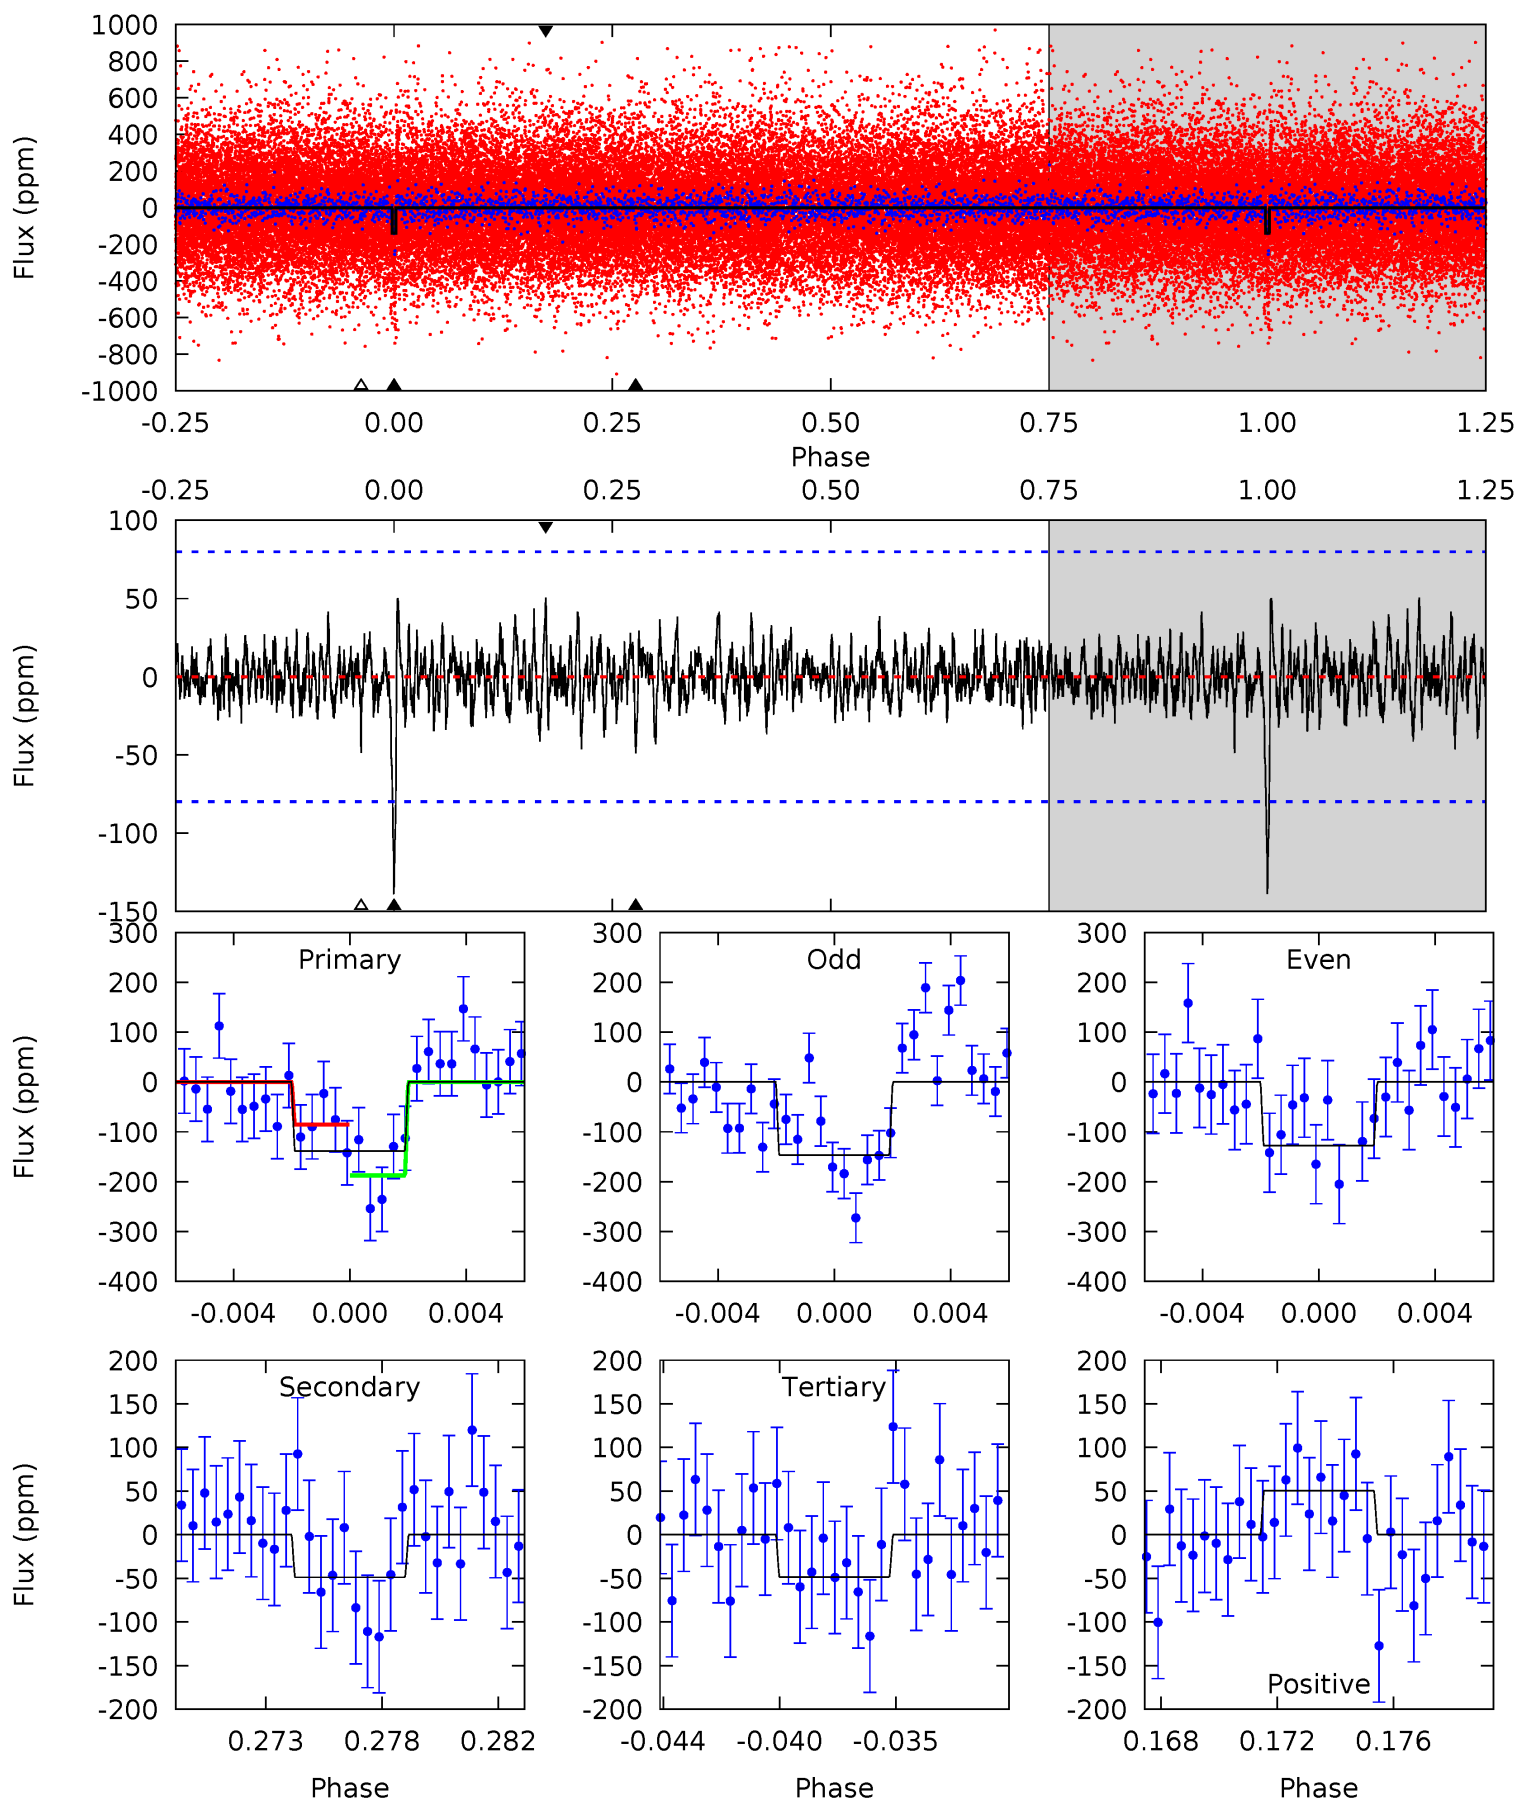 1000
800
600
400
200
0
-200
-400
-600
-800
-1000
Flux (ppm)
-0.25 0.00 0.25 0.50 0.75 1.00 1.25
Phase
-0.25 0.00 0.25 0.50 0.75 1.00 1.25
100
50
0
-50
-100
-150
Flux (ppm)
Primary Odd Even
300 300 300
200 200 200
100 100 100
0 0 0
-100 -100 -100
-200 -200 -200
-300 -300 -300
-400 -400 -400
Flux (ppm)
-0.004 0.000 0.004 -0.004 0.000 0.004 -0.004 0.000 0.004
Secondary Tertiary Positive
200 200 200
150 150 150
100 100 100
50 50 50
0 0 0
-50 -50 -50
-100 -100 -100
-150 -150 -150
-200 -200 -200
Flux (ppm)
0.273 0.278 0.282 -0.044 -0.040 -0.035 0.168 0.172 0.176
Phase Phase Phase